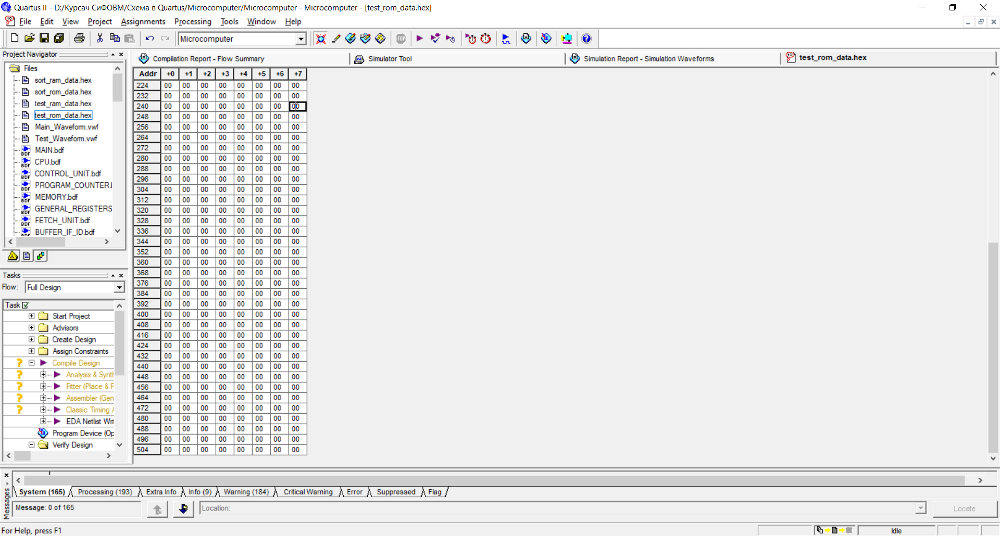 Quartus II - D:/Курсач СиФОВМ/Схема в Quartus/Microcomputer/Microcomputer - Microcomputer - [test_rom_data.hex]
File Edit View Project Assignments Processing Tools Window Help
Microcomputer
STOP
Project Navigator
Files
sort_ram_data.hex
sort_rom_data.hex
test_ram_data.hex
test_rom_data.hex
Main_Waveform.vwf
Test_Waveform.vwf
MAIN.bdf
CPU.bdf
CONTROL_UNIT.bdf
PROGRAM_COUNTER.
MEMORY.bdf
GENERAL_REGISTERS
FETCH_UNIT.bdf
BUFFER_IF_ID.bdf
Tasks
Flow: Full Design
Task
Start Project
Advisors
Create Design
Assign Constraints
Compile Design
Analysis & Synt
Fitter (Place & F
Assembler (Gen
Classic Timing A
EDA Netlist Wri
Program Device (Op
Verify Design
Compilation Report - Flow Summary
Simulator Tool
Simulation Report - Simulation Waveforms
test_rom_data.hex
Addr +0 +1 +2 +3 +4 +5 +6 +7
224 00 00 00 00 00 00 00 00
232 00 00 00 00 00 00 00 00
240 00 00 00 00 00 00 00 00
248 00 00 00 00 00 00 00 00
256 00 00 00 00 00 00 00 00
264 00 00 00 00 00 00 00 00
272 00 00 00 00 00 00 00 00
280 00 00 00 00 00 00 00 00
288 00 00 00 00 00 00 00 00
296 00 00 00 00 00 00 00 00
304 00 00 00 00 00 00 00 00
312 00 00 00 00 00 00 00 00
320 00 00 00 00 00 00 00 00
328 00 00 00 00 00 00 00 00
336 00 00 00 00 00 00 00 00
344 00 00 00 00 00 00 00 00
352 00 00 00 00 00 00 00 00
360 00 00 00 00 00 00 00 00
368 00 00 00 00 00 00 00 00
376 00 00 00 00 00 00 00 00
384 00 00 00 00 00 00 00 00
392 00 00 00 00 00 00 00 00
400 00 00 00 00 00 00 00 00
408 00 00 00 00 00 00 00 00
416 00 00 00 00 00 00 00 00
424 00 00 00 00 00 00 00 00
432 00 00 00 00 00 00 00 00
440 00 00 00 00 00 00 00 00
448 00 00 00 00 00 00 00 00
456 00 00 00 00 00 00 00 00
464 00 00 00 00 00 00 00 00
472 00 00 00 00 00 00 00 00
480 00 00 00 00 00 00 00 00
488 00 00 00 00 00 00 00 00
496 00 00 00 00 00 00 00 00
504 00 00 00 00 00 00 00 00
Messages
System (165) Processing (193) Extra Info Info (9) Warning (184) Critical Warning Error Suppressed Flag
Message: 0 of 165
Location:
Locate
For Help, press F1
Idle